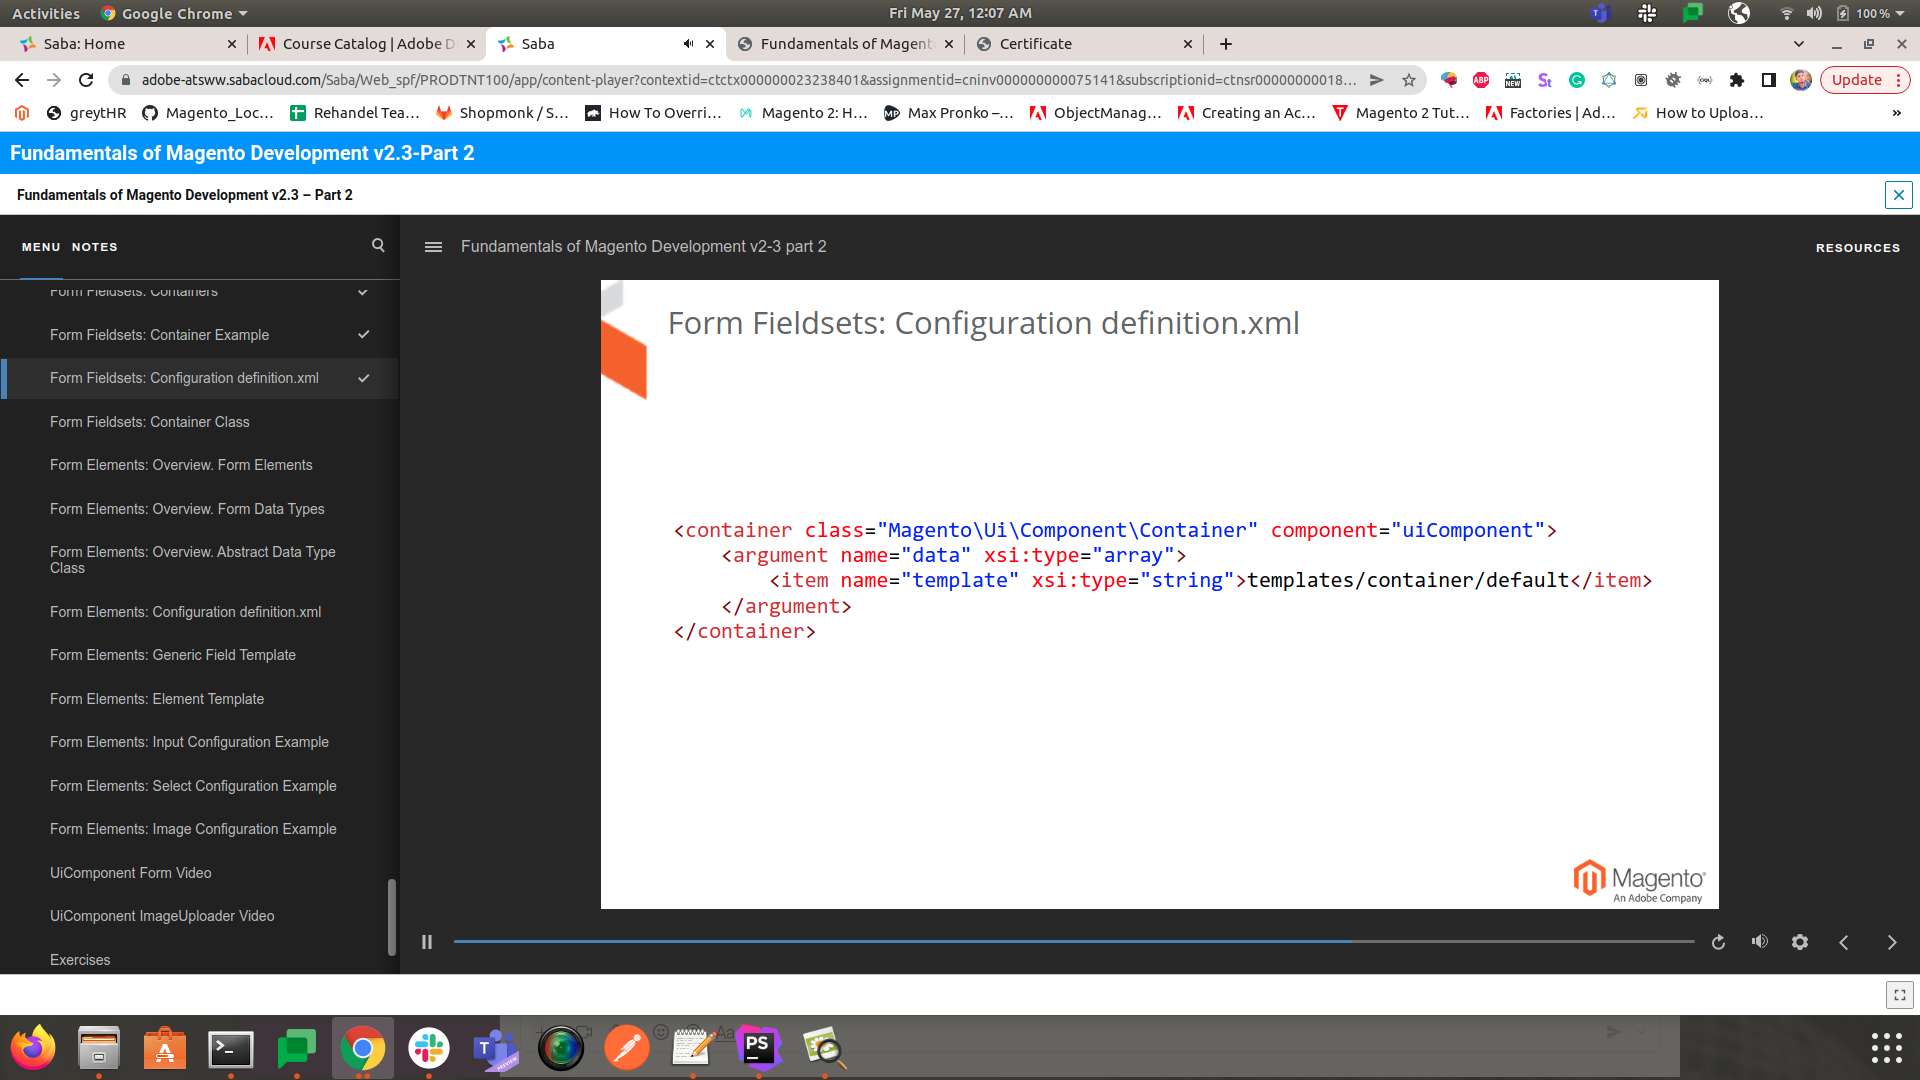 Activities
Google Chrome
Fri May 27, 12:07 AM
100 %
Saba: Home
Course Catalog | Adobe D
Saba
Fundamentals of Magent
Certificate
adobe-atsww.sabacloud.com/Saba/Web_spf/PRODTNT100/app/content-player?contextid=ctctx000000023238401&assignmentid=cninv000000000075141&subscriptionid=ctnsr00000000018...
ABP
NEW
Update
greytHR
Magento_Loc...
Rehandel Tea...
Shopmonk / S...
How To Overri...
Magento 2: H...
Max Pronko –...
ObjectManag...
Creating an Ac...
Magento 2 Tut...
Factories | Ad...
How to Uploa...
Fundamentals of Magento Development v2.3-Part 2
Fundamentals of Magento Development v2.3 – Part 2
MENU
NOTES
Fundamentals of Magento Development v2-3 part 2
RESOURCES
Form Fieldsets: Containers
Form Fieldsets: Container Example
Form Fieldsets: Configuration definition.xml
Form Fieldsets: Container Class
Form Elements: Overview. Form Elements
Form Elements: Overview. Form Data Types
Form Elements: Overview. Abstract Data Type
Class
Form Elements: Configuration definition.xml
Form Elements: Generic Field Template
Form Elements: Element Template
Form Elements: Input Configuration Example
Form Elements: Select Configuration Example
Form Elements: Image Configuration Example
UiComponent Form Video
UiComponent ImageUploader Video
Exercises
Form Fieldsets: Configuration definition.xml
<container class="Magento\Ui\Component\Container" component="uiComponent">
<argument name="data" xsi:type="array">
<item name="template" xsi:type="string">templates/container/default</item>
</argument>
</container>
Magento
An Adobe Company
PS